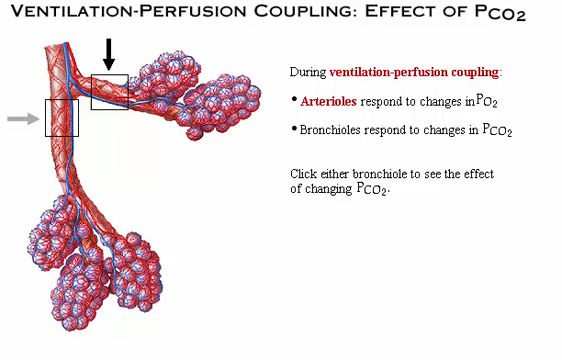 VENTILATION-PERFUSION COUPLING: EFFECT OF PCO2
During ventilation-perfusion coupling:
• Arterioles respond to changes in PO2
• Bronchioles respond to changes in PCO2
Click either bronchiole to see the effect
of changing PCO2.